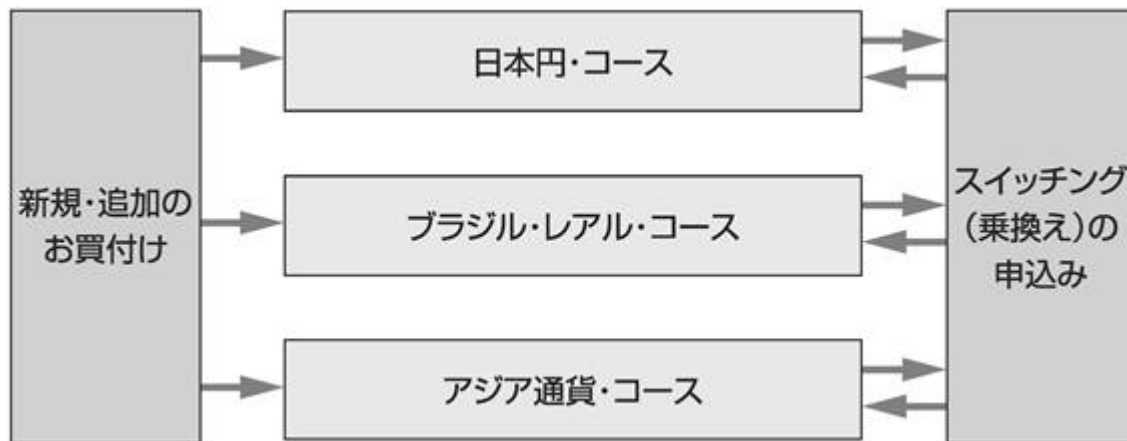 新規・追加の
お買付け
日本円・コース
ブラジル・レアル・コース
アジア通貨・コース
スイッチング
(乗換え)の
申込み